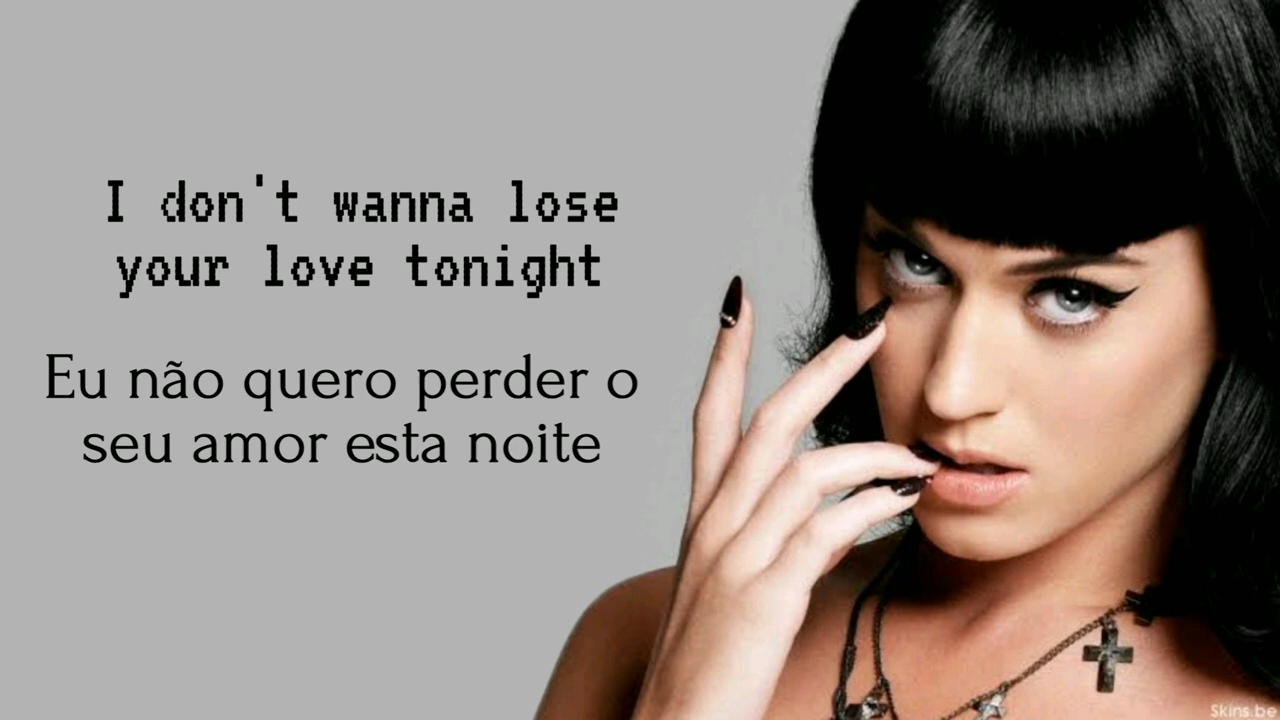 I don't wanna lose
your love tonight
Eu não quero perder o
seu amor esta noite
Skins.be